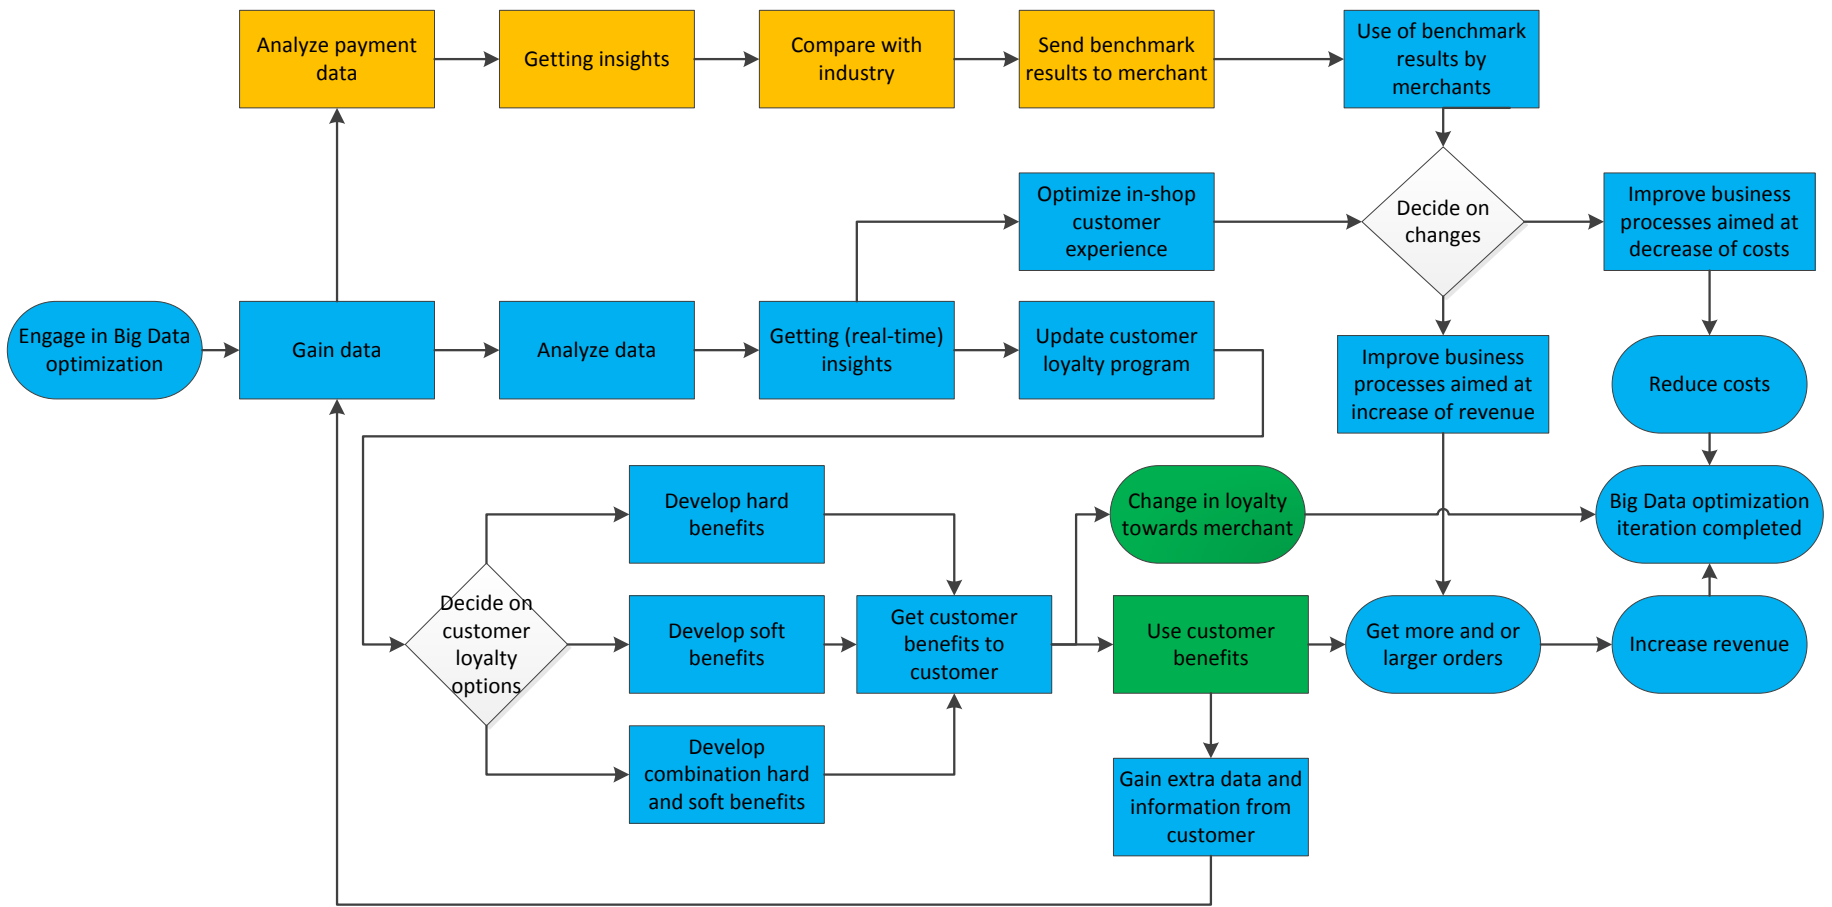 Analyze payment
data
Getting insights
Compare with
industry
Send benchmark
results to merchant
Use of benchmark
results by
merchants
Optimize in-shop
customer
experience
Decide on
changes
Improve business
processes aimed at
decrease of costs
Engage in Big Data
optimization
Gain data
Analyze data
Getting (real-time)
insights
Update customer
loyalty program
Improve business
processes aimed at
increase of revenue
Reduce costs
Develop hard
benefits
Change in loyalty
towards merchant
Big Data optimization
iteration completed
Decide on
customer
loyalty
options
Develop soft
benefits
Get customer
benefits to
customer
Use customer
benefits
Get more and or
larger orders
Increase revenue
Develop
combination hard
and soft benefits
Gain extra data and
information from
customer